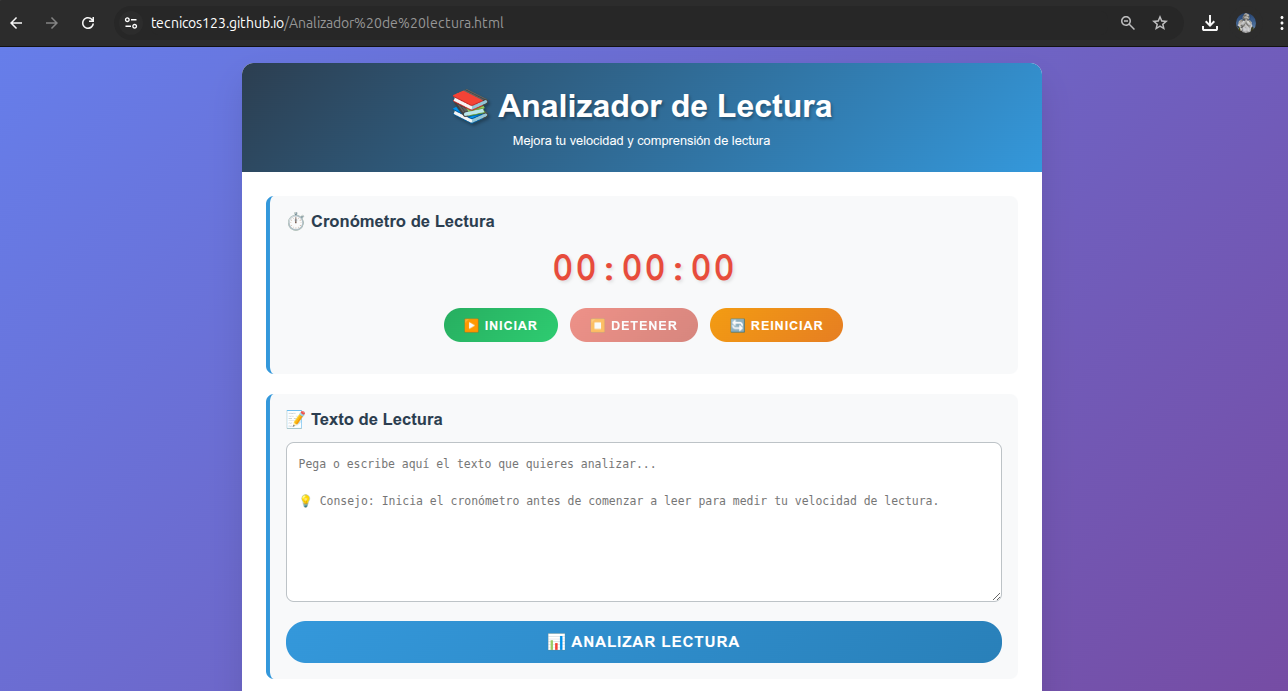 tecnicos123.github.io/Analizador%20de%20lectura.html
📚 Analizador de Lectura
Mejora tu velocidad y comprensión de lectura
⏱️ Cronómetro de Lectura
00:00:00
▶️ INICIAR ⏹️ DETENER 🔄 REINICIAR
📝 Texto de Lectura
Pega o escribe aquí el texto que quieres analizar...
💡 Consejo: Inicia el cronómetro antes de comenzar a leer para medir tu velocidad de lectura.
📊 ANALIZAR LECTURA